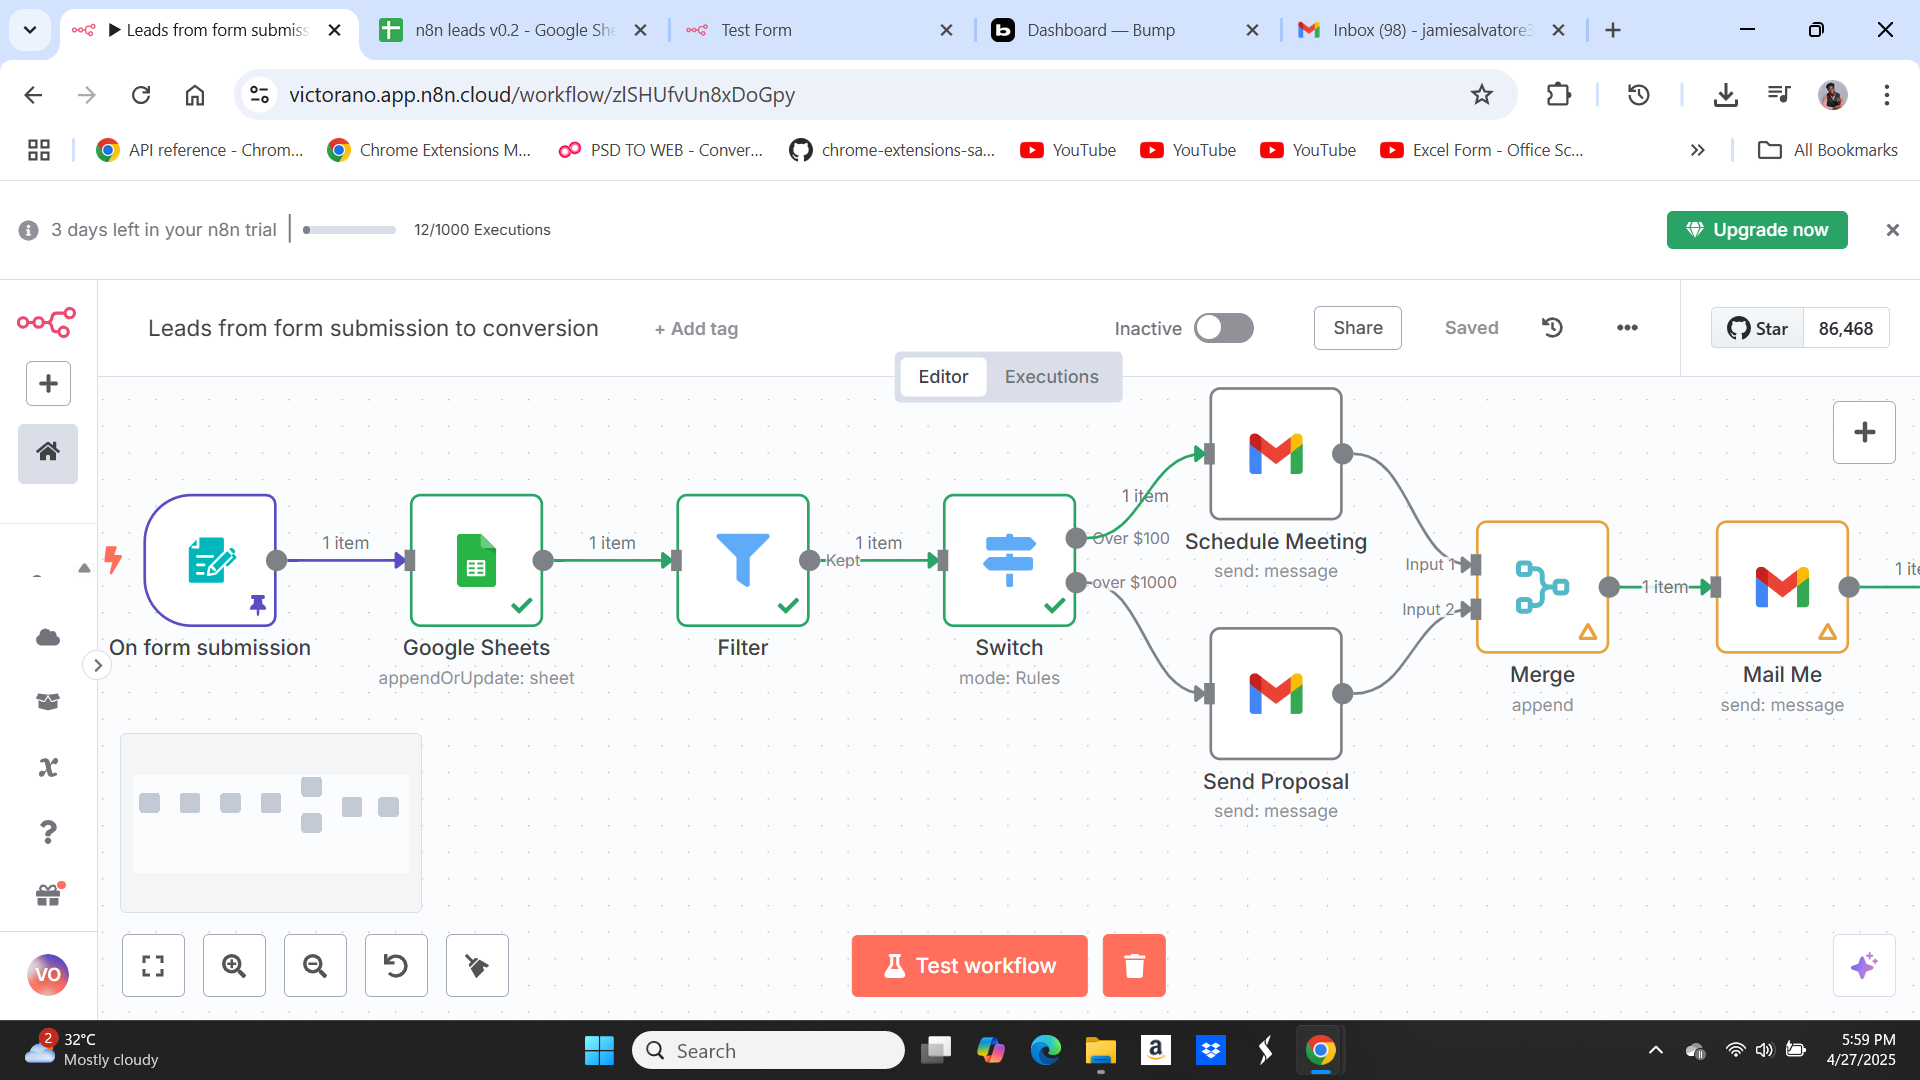 Leads from form submiss
n8n leads v0.2 - Google She
Test Form
Dashboard — Bump
Inbox (98) - jamiesalvatore3
victorano.app.n8n.cloud/workflow/zlSHUfvUn8xDoGpy
API reference - Chrom...
Chrome Extensions M...
PSD TO WEB - Conver...
chrome-extensions-sa...
YouTube
YouTube
YouTube
Excel Form - Office Sc...
All Bookmarks
3 days left in your n8n trial
12/1000 Executions
Upgrade now
Leads from form submission to conversion
+ Add tag
Inactive
Share
Saved
Star
86,468
Editor
Executions
1 item
1 item
Kept
1 item
1 item
Over $100
over $1000
Input 1
Input 2
1 item
1 ite
On form submission
Google Sheets
appendOrUpdate: sheet
Filter
Switch
mode: Rules
Schedule Meeting
send: message
Send Proposal
send: message
Merge
append
Mail Me
send: message
VO
Test workflow
2
32°C
Mostly cloudy
Search
5:59 PM
4/27/2025